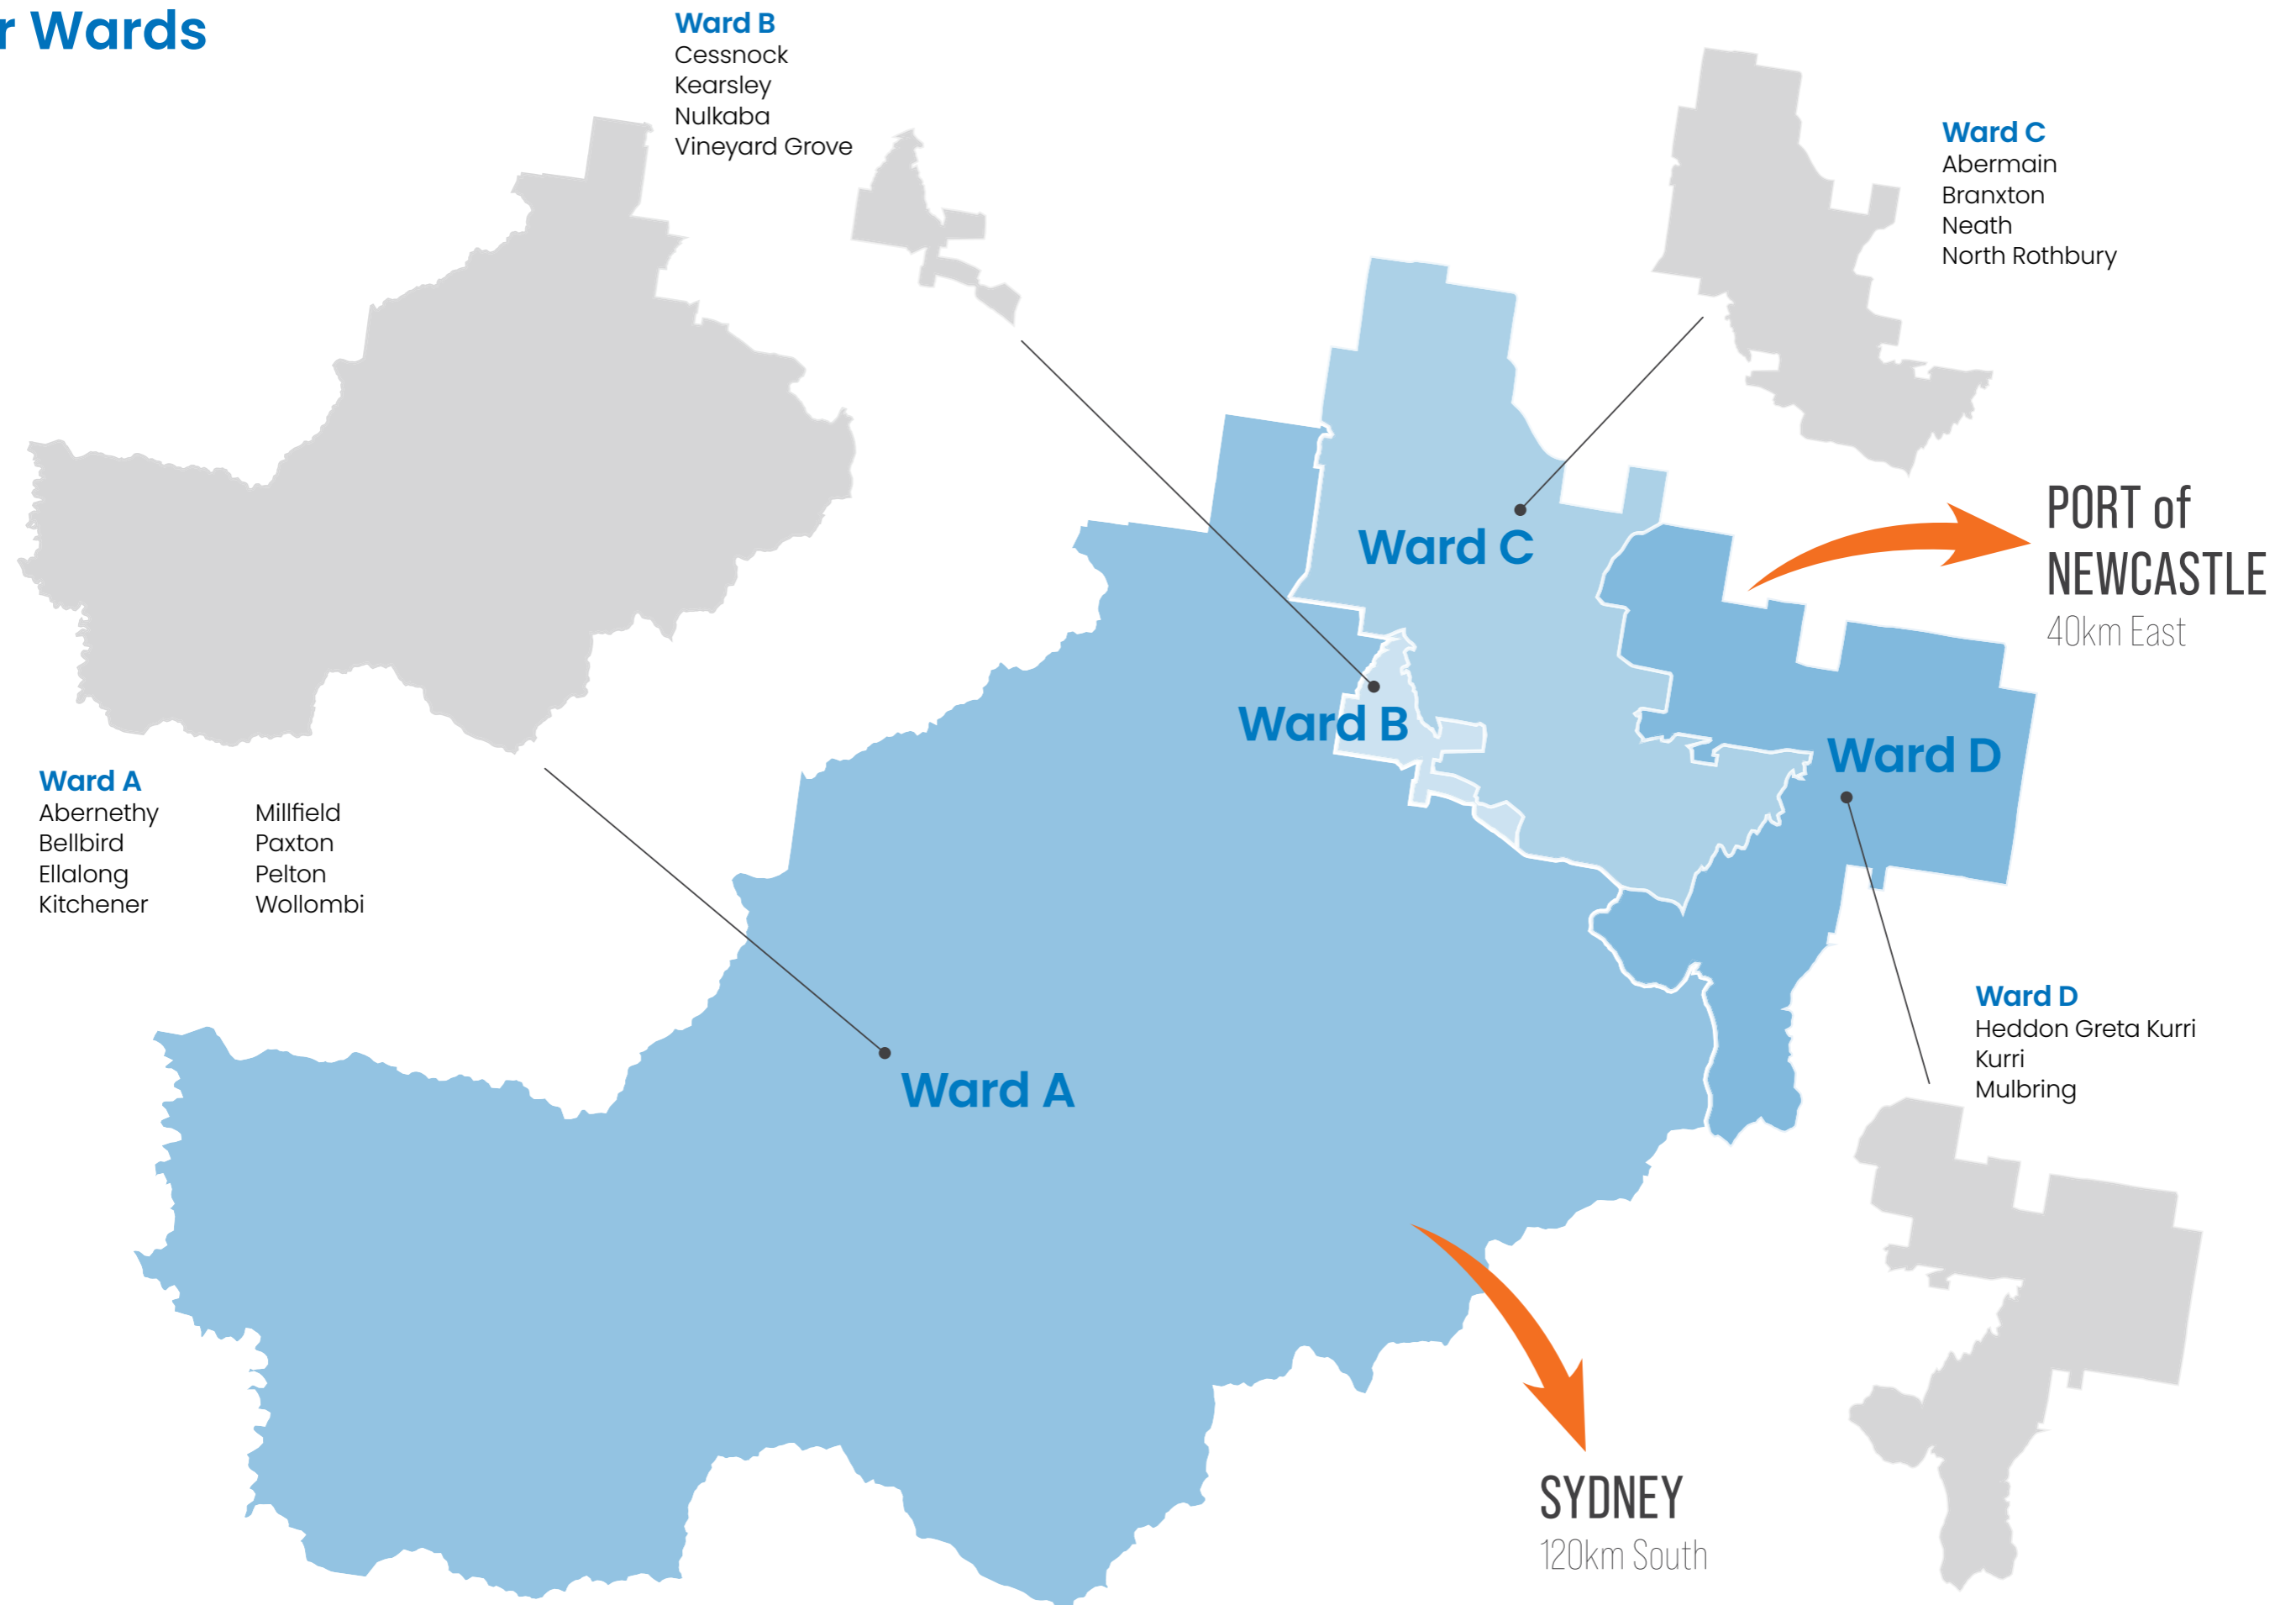 r Wards
Ward B
Cessnock
Kearsley
Nulkaba
Vineyard Grove
Ward C
Abermain
Branxton
Neath
North Rothbury
PORT of
NEWCASTLE
40km East
Ward C
Ward B
Ward D
Ward A
Abernethy
Bellbird
Ellalong
Kitchener
Millfield
Paxton
Pelton
Wollombi
Ward A
Ward D
Heddon Greta Kurri
Kurri
Mulbring
SYDNEY
120km South